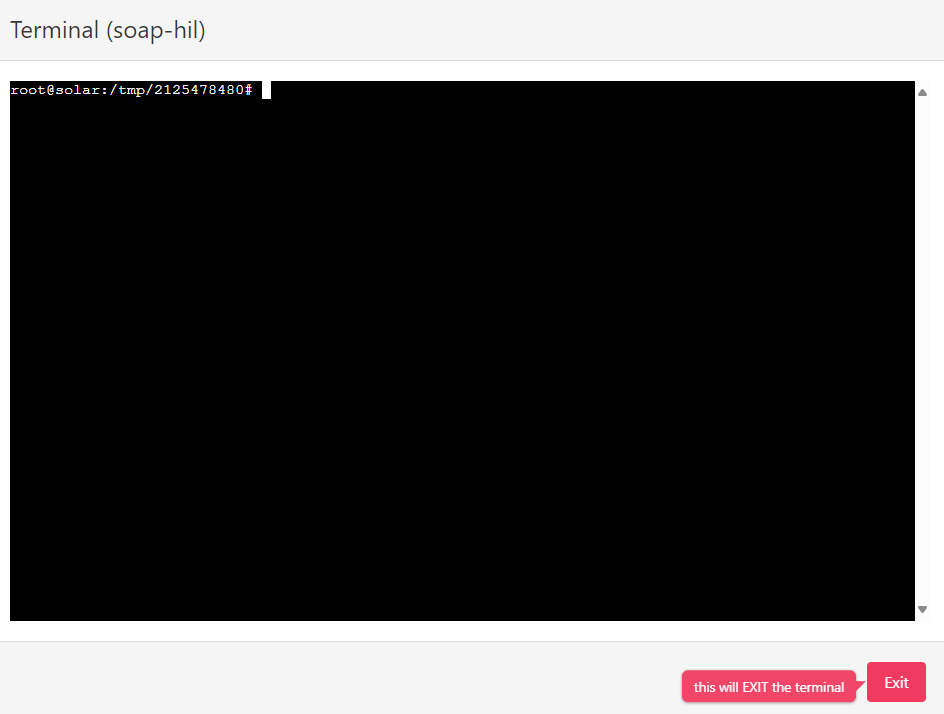 Terminal (soap-hil)
root@solar:/tmp/2125478480#
this will EXIT the terminal
Exit